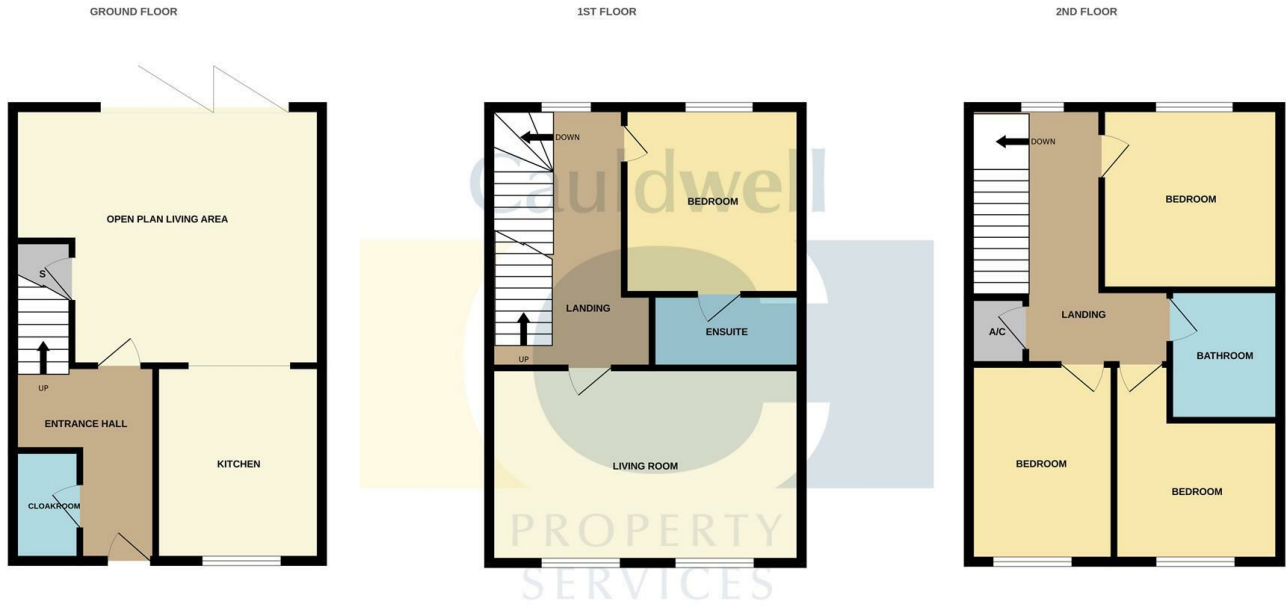 GROUND FLOOR
OPEN PLAN LIVING AREA
S
UP
ENTRANCE HALL
CLOAKROOM
KITCHEN
1ST FLOOR
DOWN
BEDROOM
LANDING
ENSUITE
UP
LIVING ROOM
Cauldwell
C
PROPERTY
SERVICES
2ND FLOOR
DOWN
BEDROOM
A/C
LANDING
BATHROOM
BEDROOM
BEDROOM